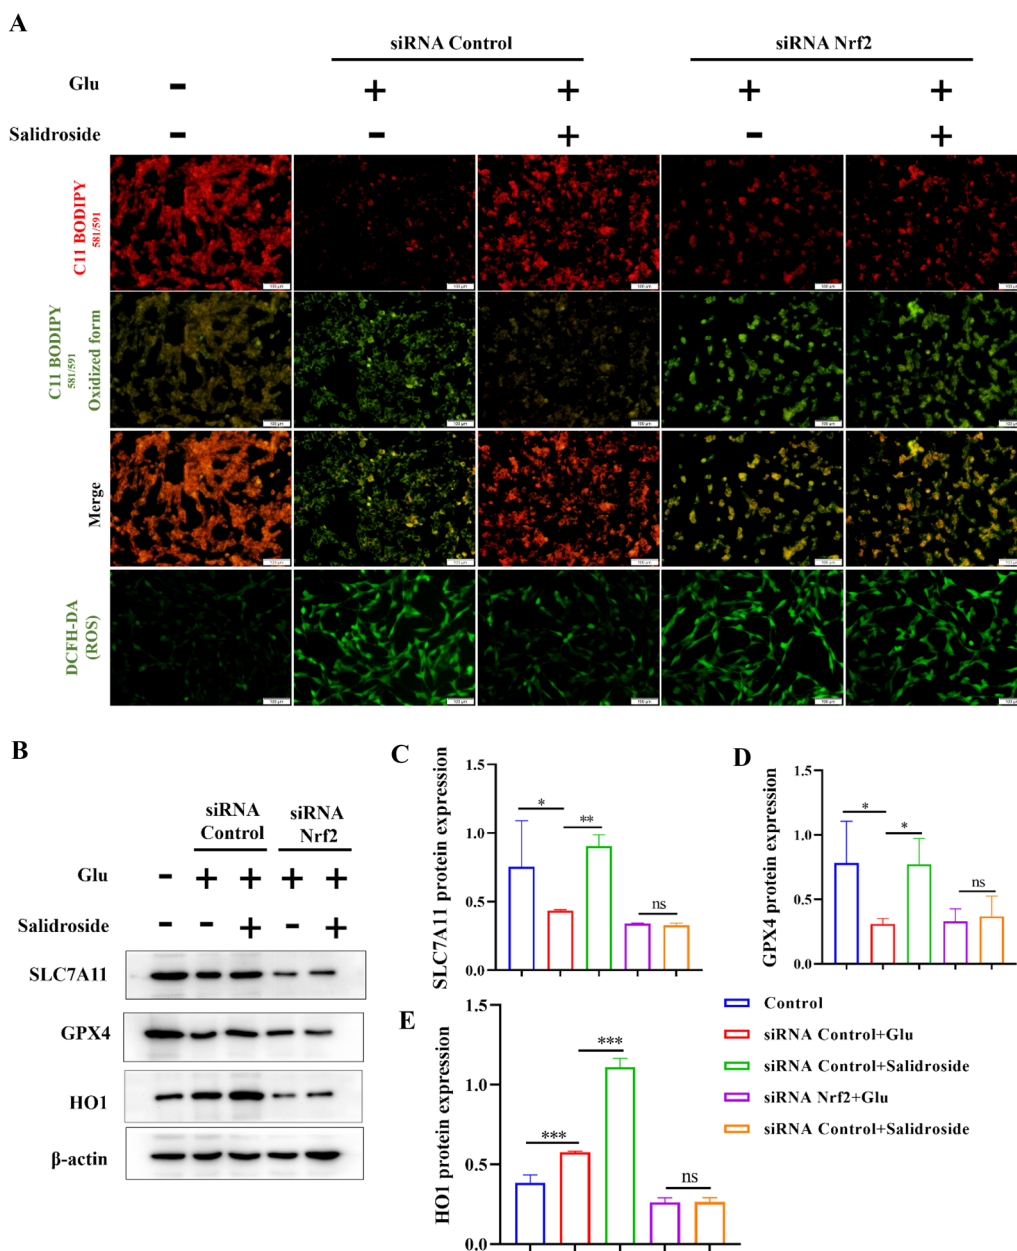 A
siRNA Control
siRNA Nrf2
Glu - + + + +
Salidroside - - + - +
C11 BODIPY
581/591
C11 BODIPY
581/591
Oxidized form
Merge
DCFH-DA
(ROS)
100 μm
B
siRNA
Control
siRNA
Nrf2
Glu - + + + +
Salidroside - - + - +
SLC7A11
GPX4
HO1
β-actin
C
SLC7A11 protein expression
1.5
1.0
0.5
0.0
*
**
ns
D
GPX4 protein expression
1.5
1.0
0.5
0.0
*
*
ns
E
HO1 protein expression
1.5
1.0
0.5
0.0
***
***
ns
Control
siRNA Control+Glu
siRNA Control+Salidroside
siRNA Nrf2+Glu
siRNA Control+Salidroside